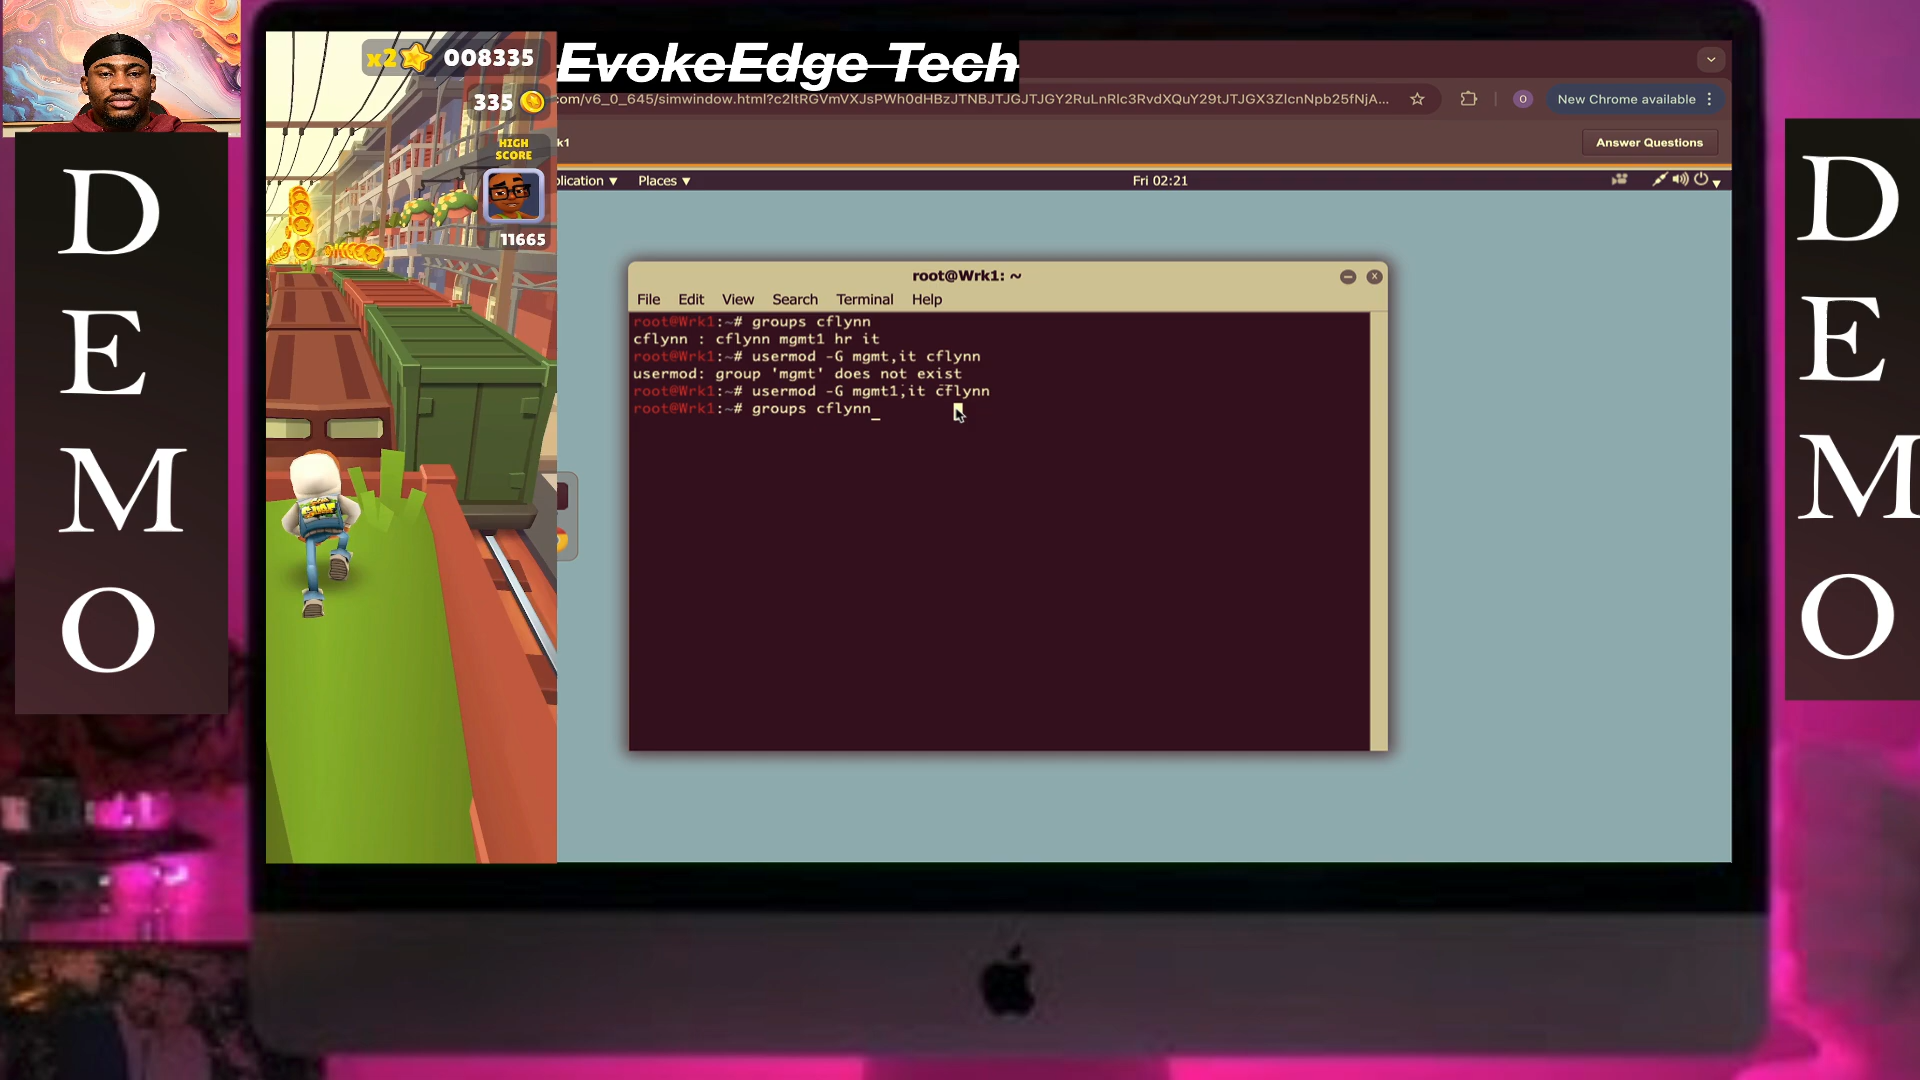 D
E
M
O
x2 008335
335
HIGH
SCORE
11665
EvokeEdge Tech
com/v6_0_645/simwindow.html?c2ltRGVmVXJsPWh0dHBzJTNBJTJGJTJGY2RuLnRlc3RvdXQuY29tJTJGX3ZlcnNpb25fNjA...
O
New Chrome available
k1
Answer Questions
plication Places Fri 02:21
root@Wrk1: ~
File Edit View Search Terminal Help
root@Wrk1:~# groups cflynn
cflynn : cflynn mgmt1 hr it
root@Wrk1:~# usermod -G mgmt,it cflynn
usermod: group 'mgmt' does not exist
root@Wrk1:~# usermod -G mgmt1,it cflynn
root@Wrk1:~# groups cflynn_
D
E
M
O